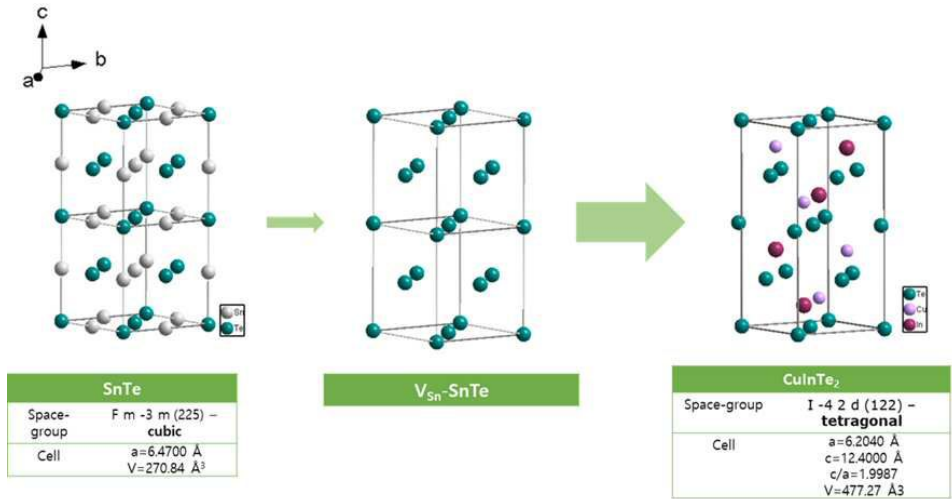 c
b
a
Sn
Te
Te
Cu
In
SnTe
Space-group
F m -3 m (225) –
cubic
Cell
a=6.4700 Å
V=270.84 Å³
V_Sn-SnTe
CuInTe₂
Space-group
I -4 2 d (122) –
tetragonal
Cell
a=6.2040 Å
c=12.4000 Å
c/a=1.9987
V=477.27 Å3